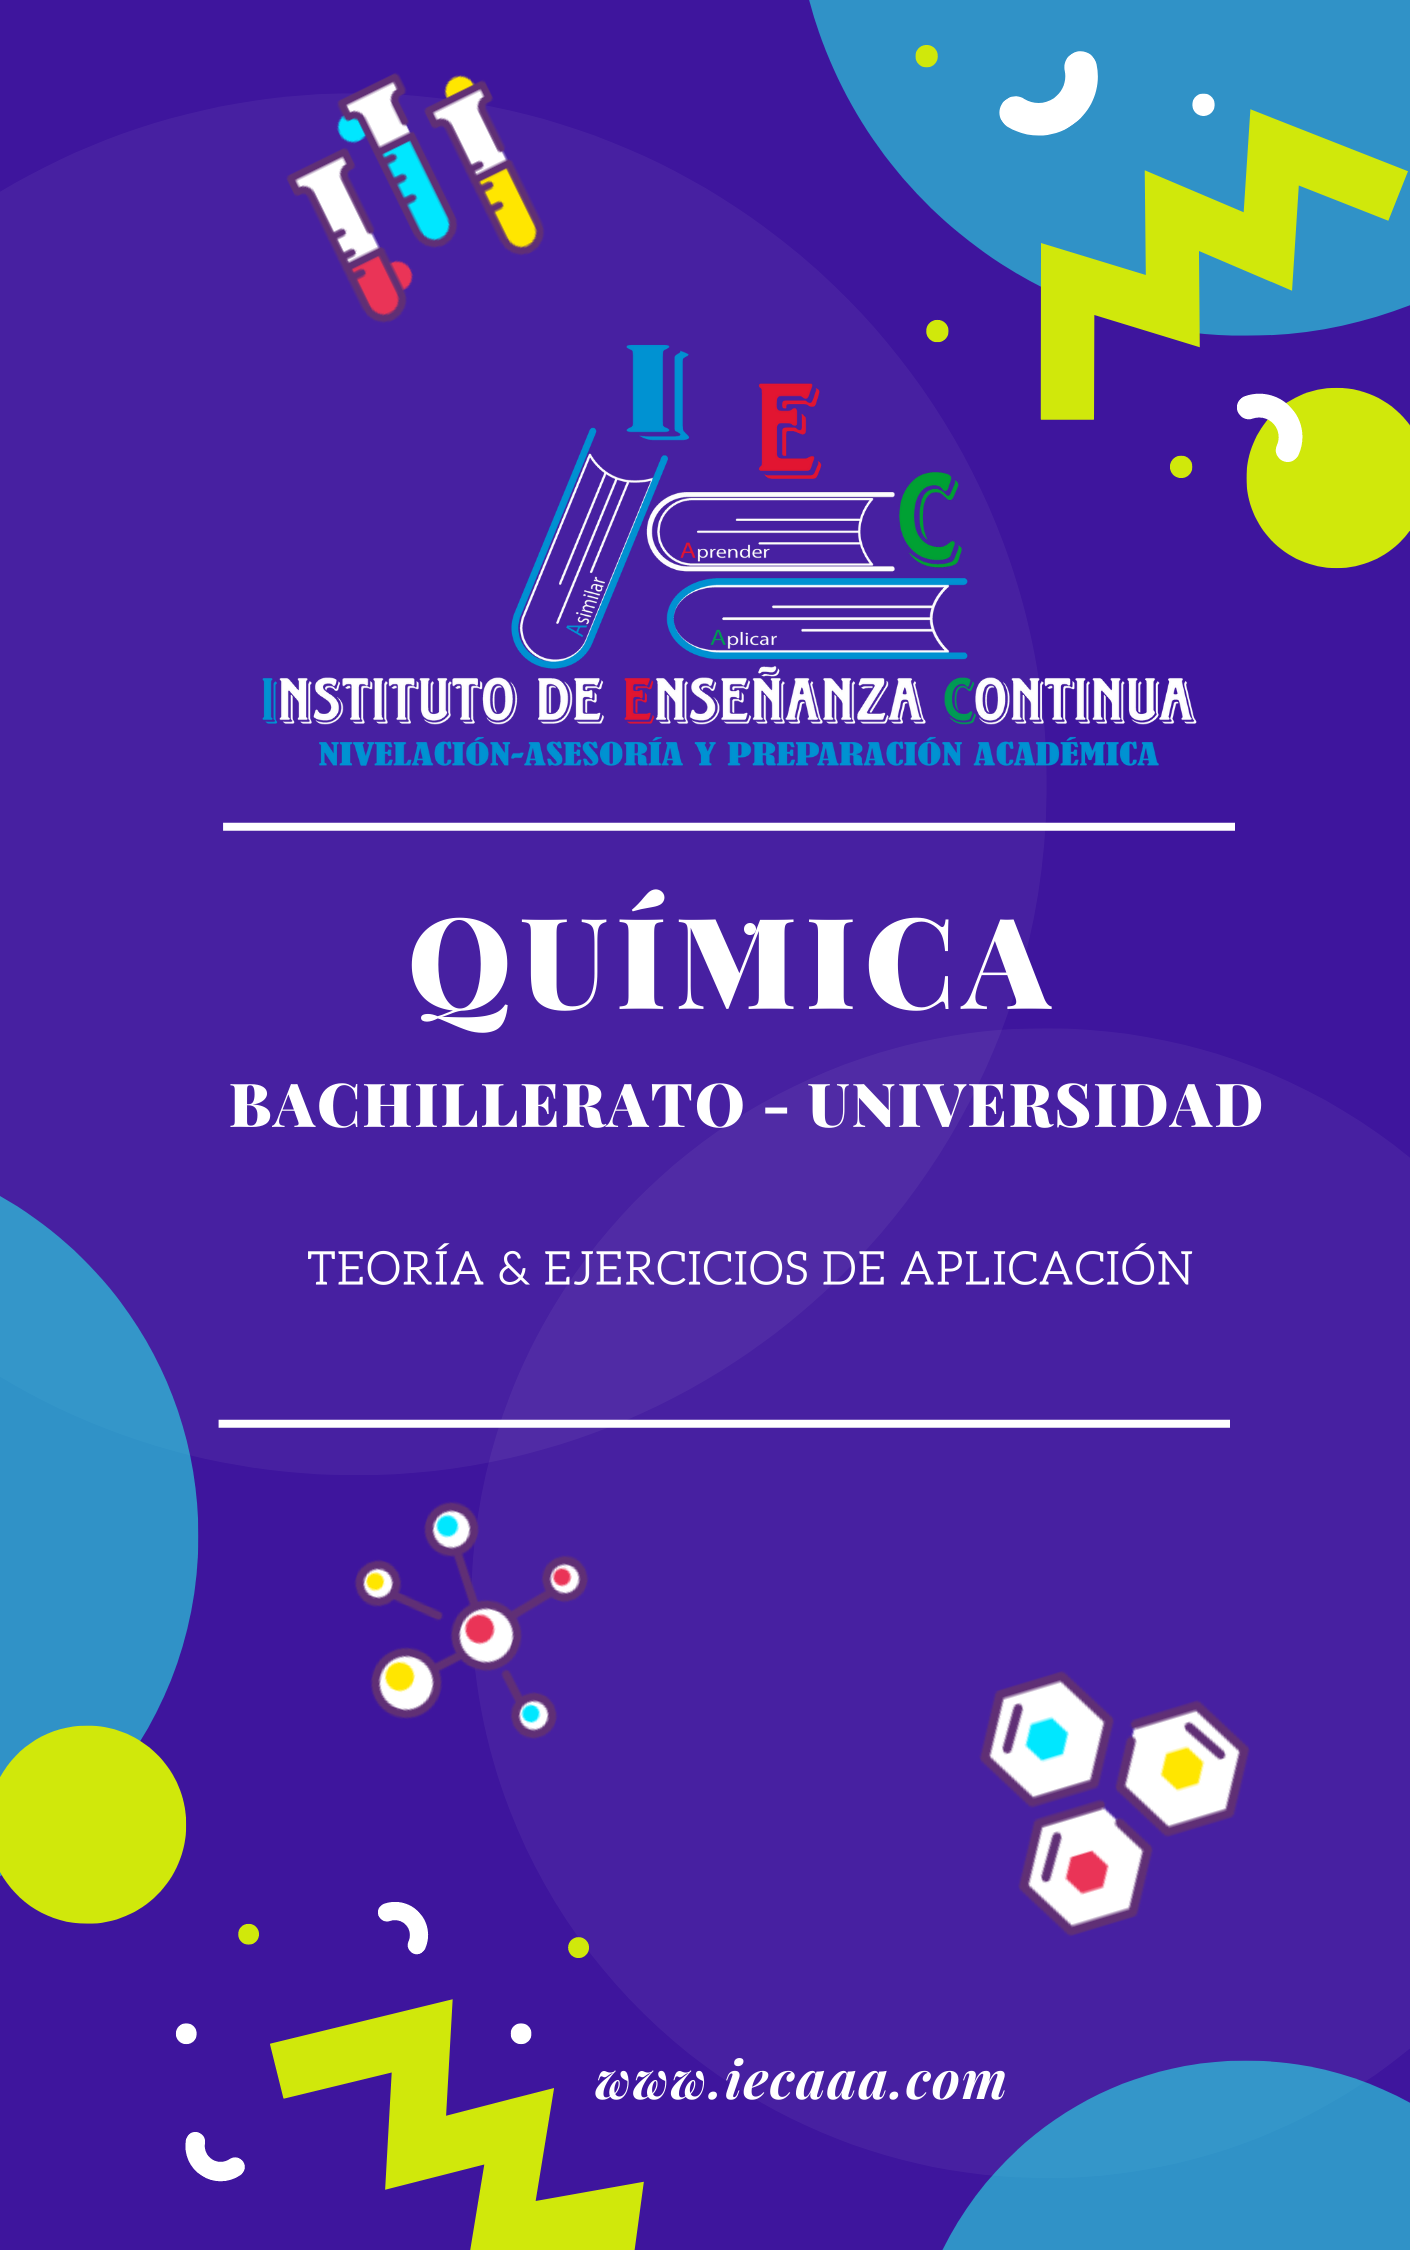 I E C
Asimilar
Aprender
Aplicar
INSTITUTO DE ENSEÑANZA CONTINUA
NIVELACIÓN-ASESORÍA Y PREPARACIÓN ACADÉMICA
QUÍMICA
BACHILLERATO - UNIVERSIDAD
TEORÍA & EJERCICIOS DE APLICACIÓN
www.iecaaa.com